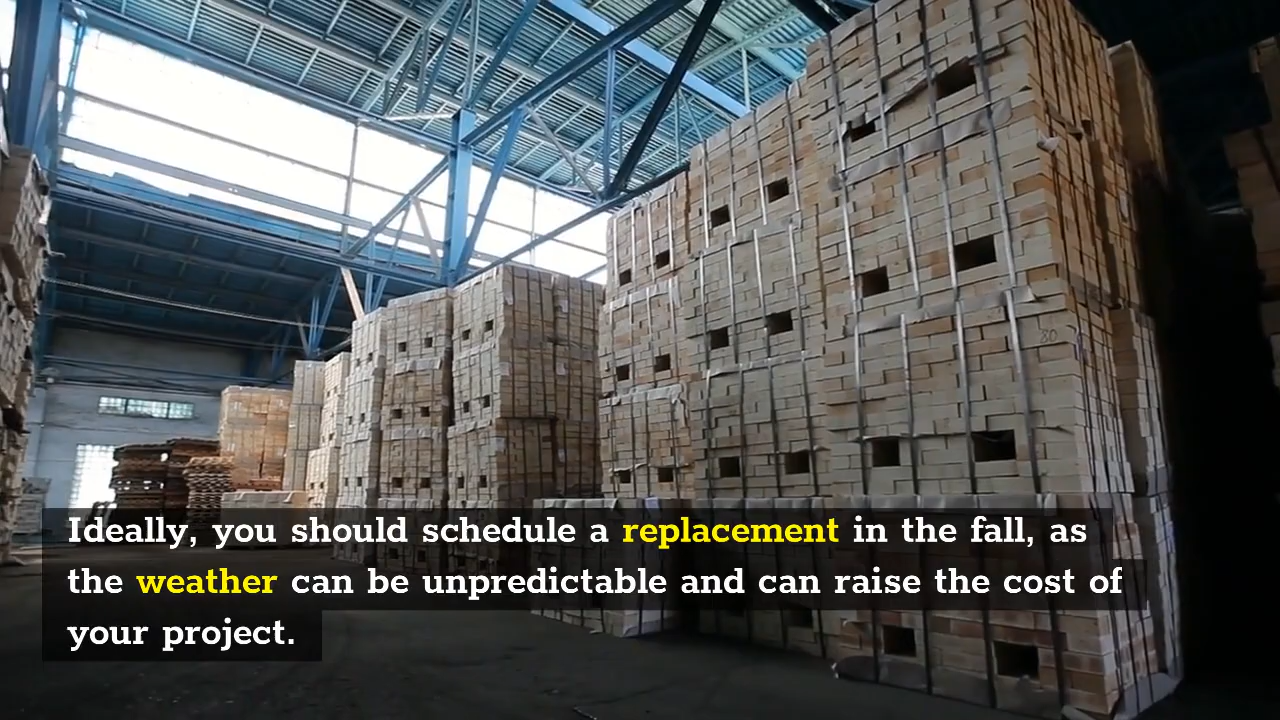 Ideally, you should schedule a replacement in the fall, as
the weather can be unpredictable and can raise the cost of
your project.